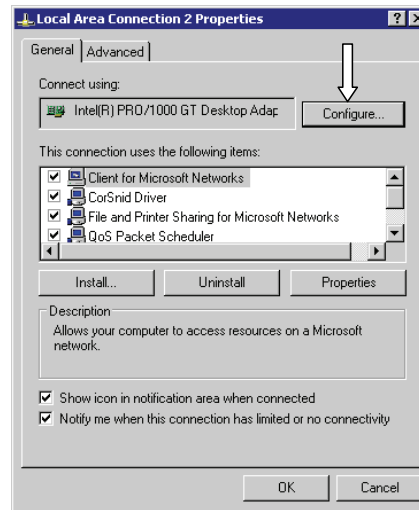 Local Area Connection 2 Properties
General
Advanced
Connect using:
Intel(R) PRO/1000 GT Desktop Adap
Configure...
This connection uses the following items:
Client for Microsoft Networks
CorSnid Driver
File and Printer Sharing for Microsoft Networks
QoS Packet Scheduler
Install...
Uninstall
Properties
Description
Allows your computer to access resources on a Microsoft
network.
Show icon in notification area when connected
Notify me when this connection has limited or no connectivity
OK
Cancel